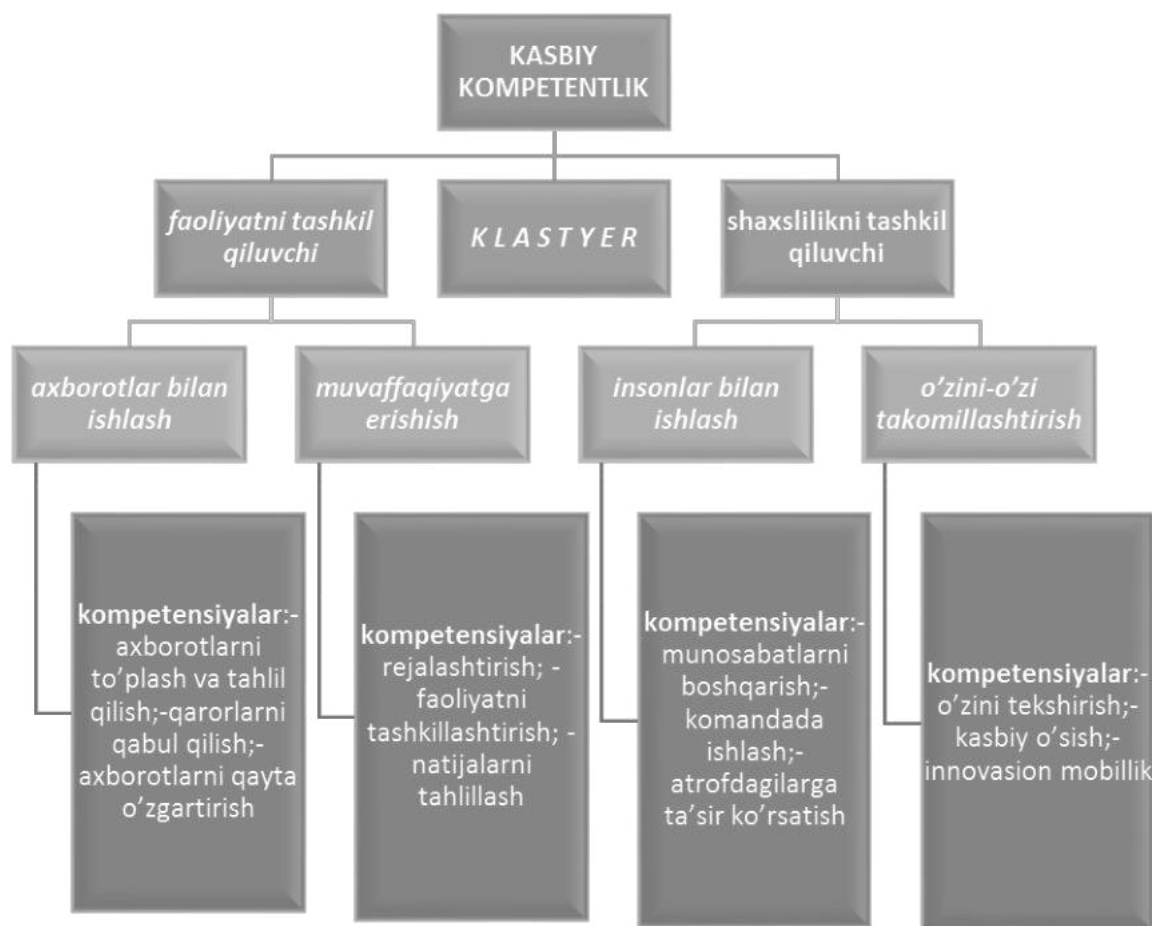 KASBIY
KOMPETENTLIK
faoliyatni tashkil
qiluvchi
K L A S T Y E R
shaxslilikni tashkil
qiluvchi
axborotlar bilan
ishlash
muvaffaqiyatga
erishish
insonlar bilan
ishlash
o’zini-o’zi
takomillashtirish
kompetensiyalar:-
axborotlarni
to’plash va tahlil
qilish;-qarorlarni
qabul qilish;-
axborotlarni qayta
o’zgartirish
kompetensiyalar:-
rejalashtirish; -
faoliyatni
tashkillashtirish; -
natijalarni
tahlillash
kompetensiyalar:-
munosabatlarni
boshqarish;-
komandada
ishlash;-
atrofdagilarga
ta’sir ko’rsatish
kompetensiyalar:-
o’zini tekshirish;-
kasbiy o’sish;-
innovasion mobillik